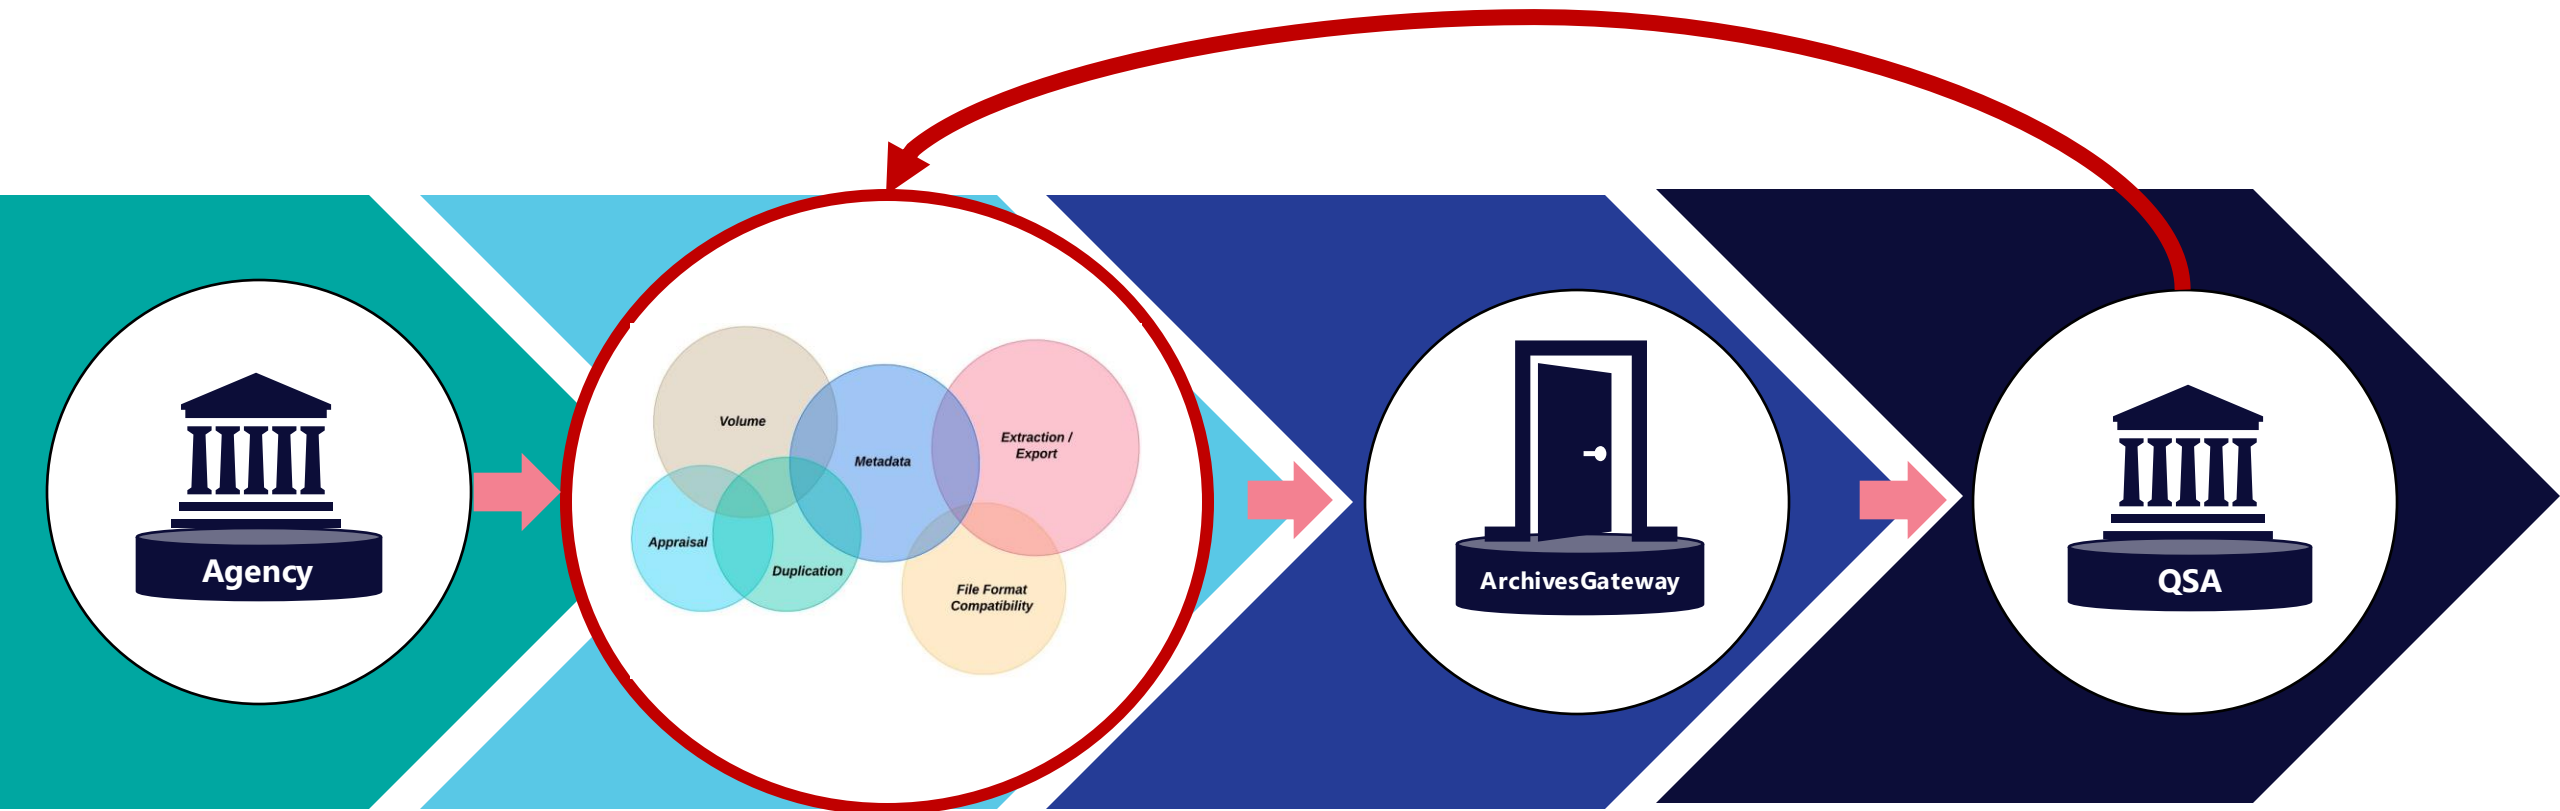 Agency
Volume
Metadata
Extraction /
Export
Appraisal
Duplication
File Format
Compatibility
ArchivesGateway
QSA